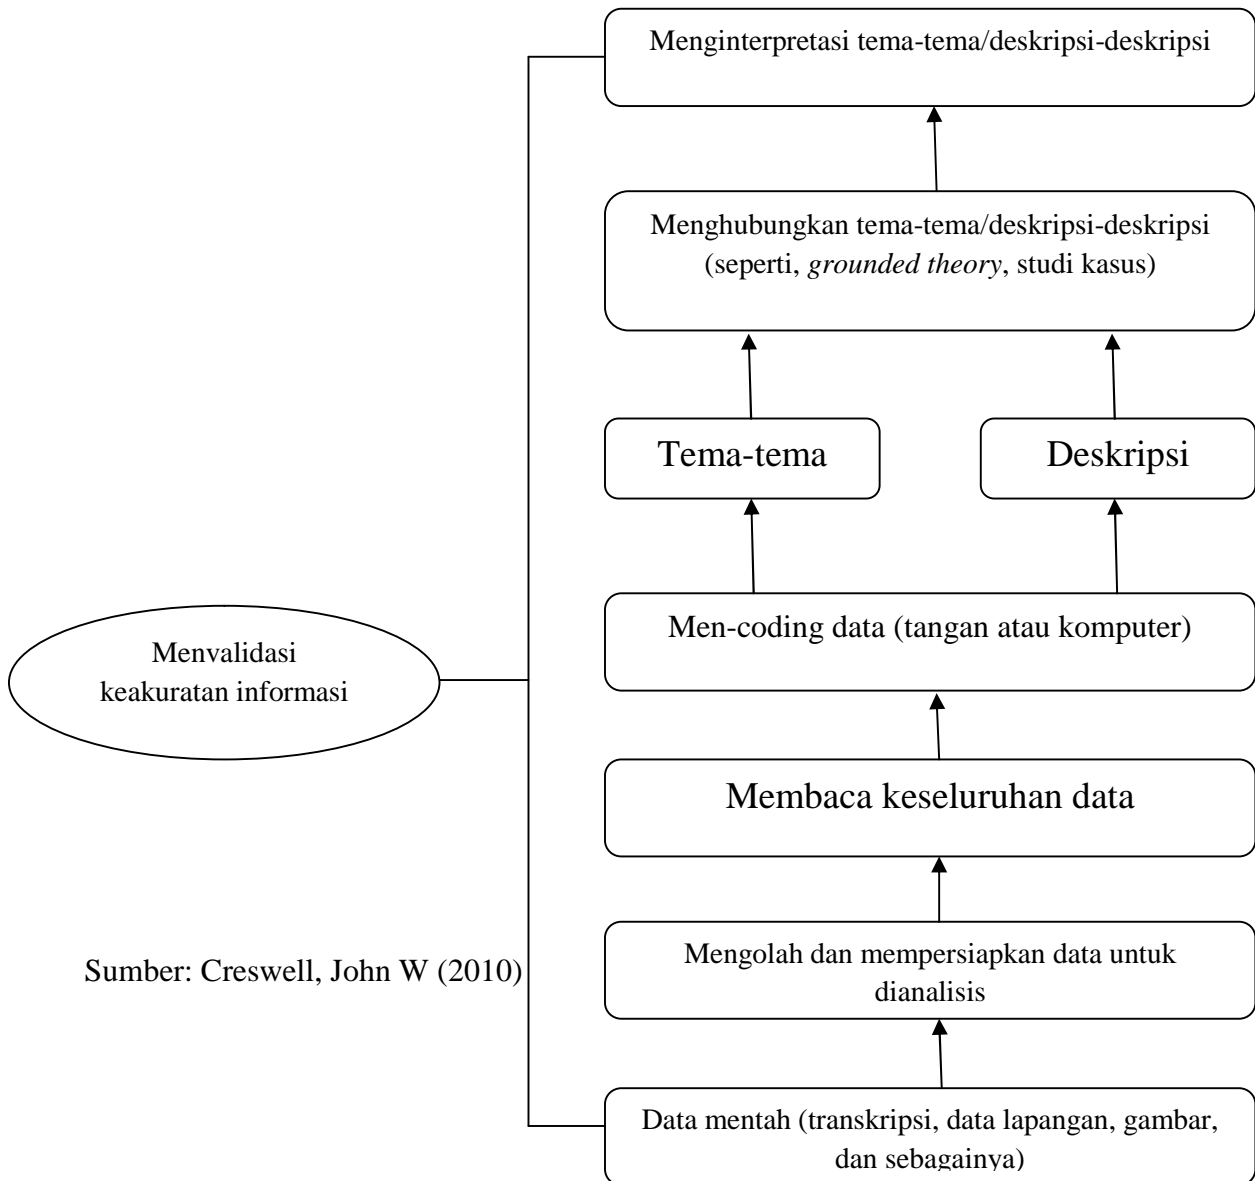 Menginterpretasi tema-tema/deskripsi-deskripsi
Menghubungkan tema-tema/deskripsi-deskripsi
(seperti, grounded theory, studi kasus)
Tema-tema
Deskripsi
Men-coding data (tangan atau komputer)
Menvalidasi
keakuratan informasi
Membaca keseluruhan data
Mengolah dan mempersiapkan data untuk
dianalisis
Sumber: Creswell, John W (2010)
Data mentah (transkripsi, data lapangan, gambar,
dan sebagainya)